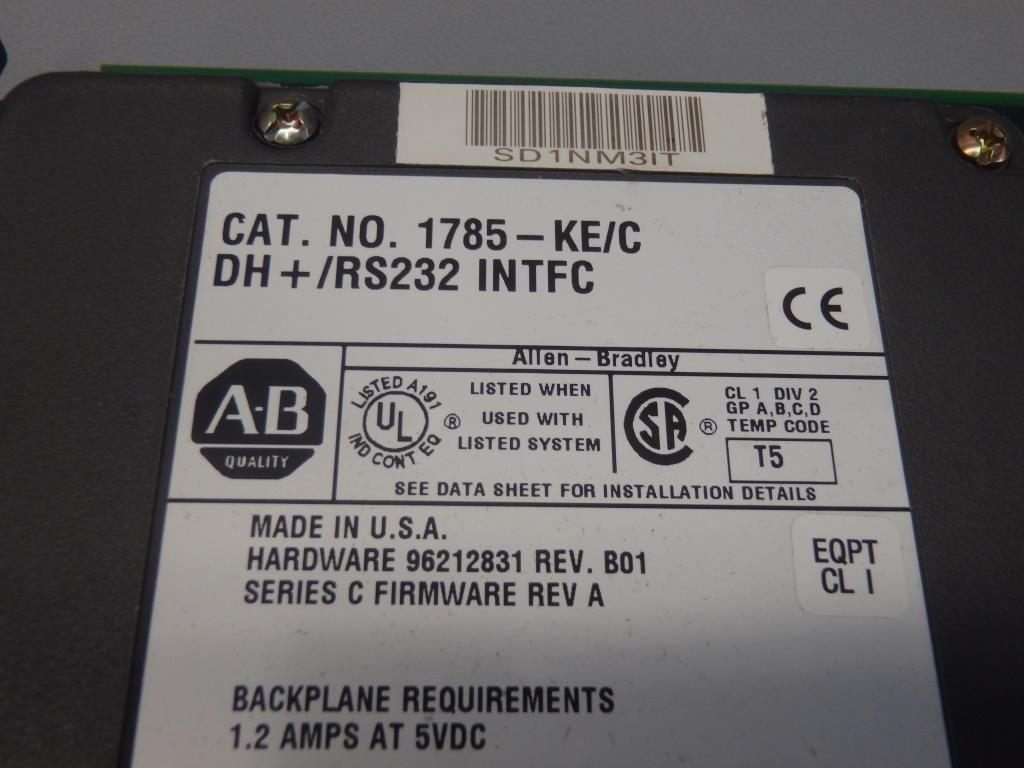 SD1NM3IT
CAT. NO. 1785-KE/C
DH+/RS232 INTFC
CE
Allen-Bradley
A-B
QUALITY
LISTED A191
UL
IND CONT EQ
®
LISTED WHEN
USED WITH
LISTED SYSTEM
SA
®
CL 1 DIV 2
GP A,B,C,D
TEMP CODE
T5
SEE DATA SHEET FOR INSTALLATION DETAILS
MADE IN U.S.A.
HARDWARE 96212831 REV. B01
SERIES C FIRMWARE REV A
EQPT
CL I
BACKPLANE REQUIREMENTS
1.2 AMPS AT 5VDC